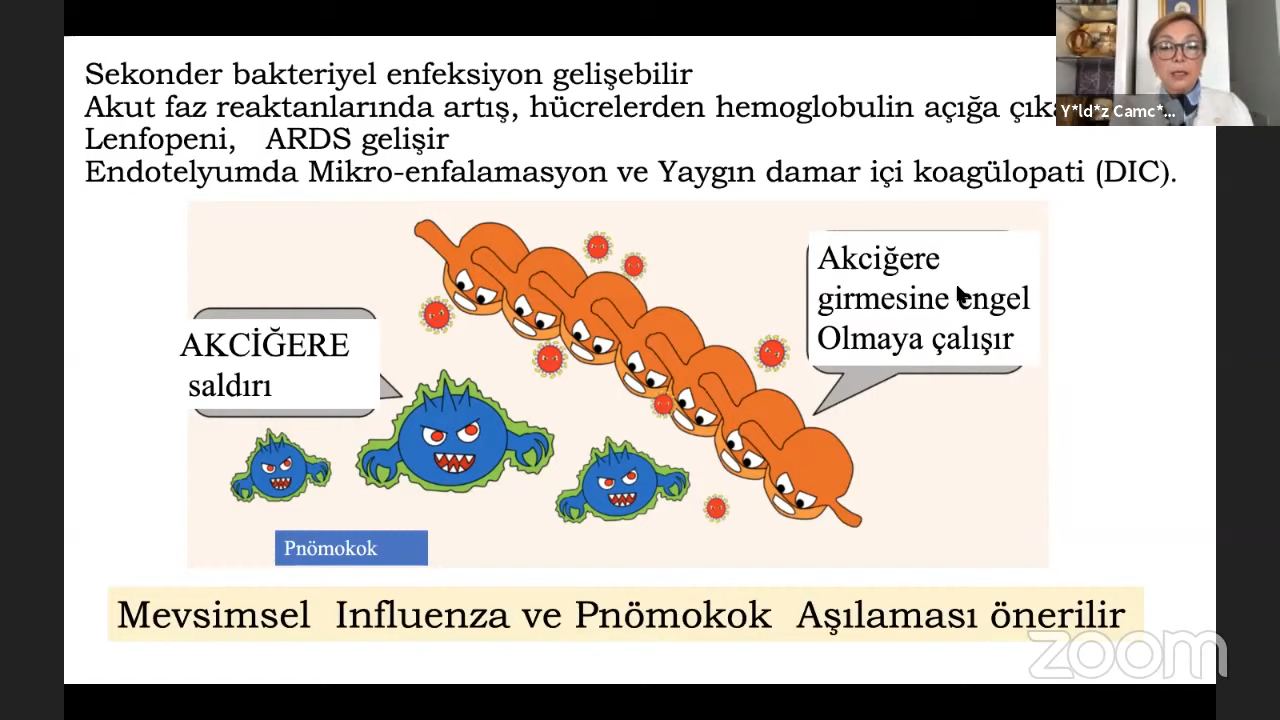 Sekonder bakteriyel enfeksiyon gelişebilir
Akut faz reaktanlarında artış, hücrelerden hemoglobulin açığa
Y*ld*z Camc*...
Lenfopeni, ARDS gelişir
Endotelyumda Mikro-enfalamasyon ve Yaygın damar içi koagülopati (DIC).
Akciğere
girmesine engel
Olmaya çalışır
AKCİĞERE
saldırı
Pnömokok
Mevsimsel Influenza ve Pnömokok Aşılaması önerilir
zoom